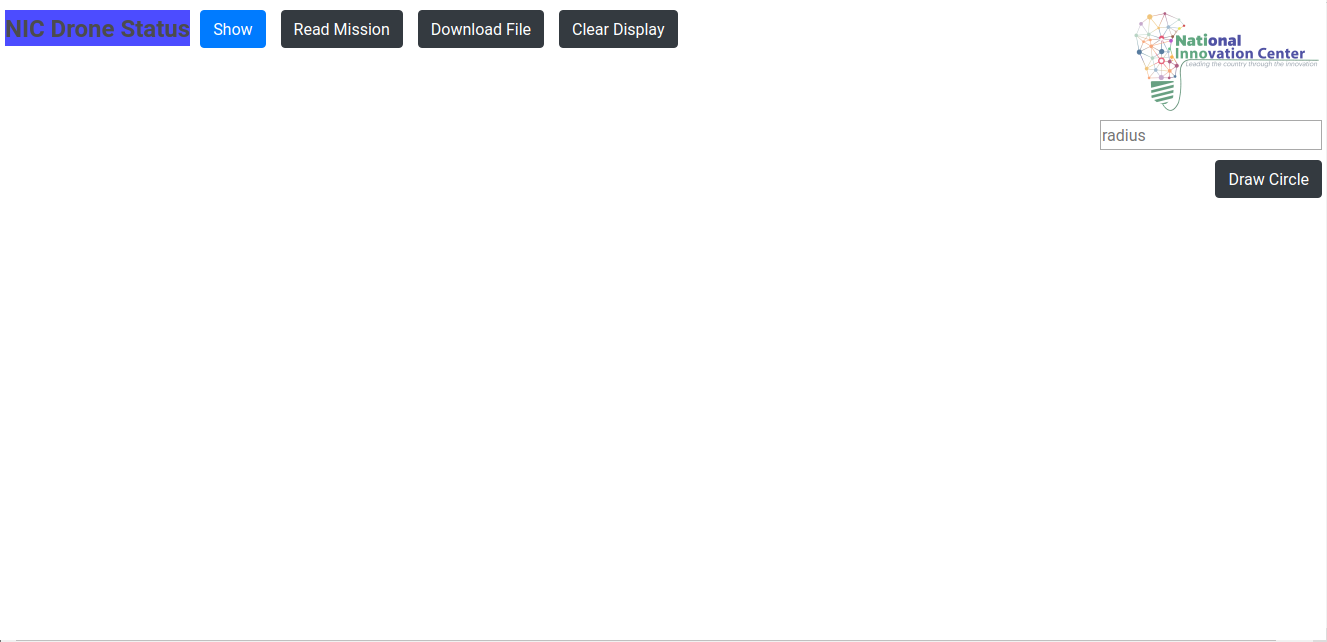 NIC Drone Status Show Read Mission Download File Clear Display
National
Innovation Center
Leading the country through the innovation
radius
Draw Circle